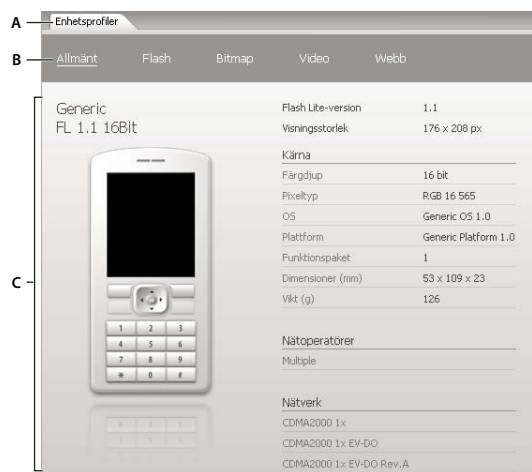 A Enhetsprofiler
B Allmänt Flash Bitmap Video Webb
C
Generic
FL 1.1 16Bit
Flash Lite-version 1.1
Visningsstorlek 176 x 208 px
Kärna
Färgdjup 16 bit
Pixeltyp RGB 16 565
OS Generic OS 1.0
Plattform Generic Platform 1.0
Funktionspaket 1
Dimensioner (mm) 53 x 109 x 23
Vikt (g) 126
Nätoperatörer
Multiple
Nätverk
CDMA2000 1x
CDMA2000 1x EV-DO
CDMA2000 1x EV-DO Rev.A
1 2 3
4 5 6
7 8 9
* 0 #